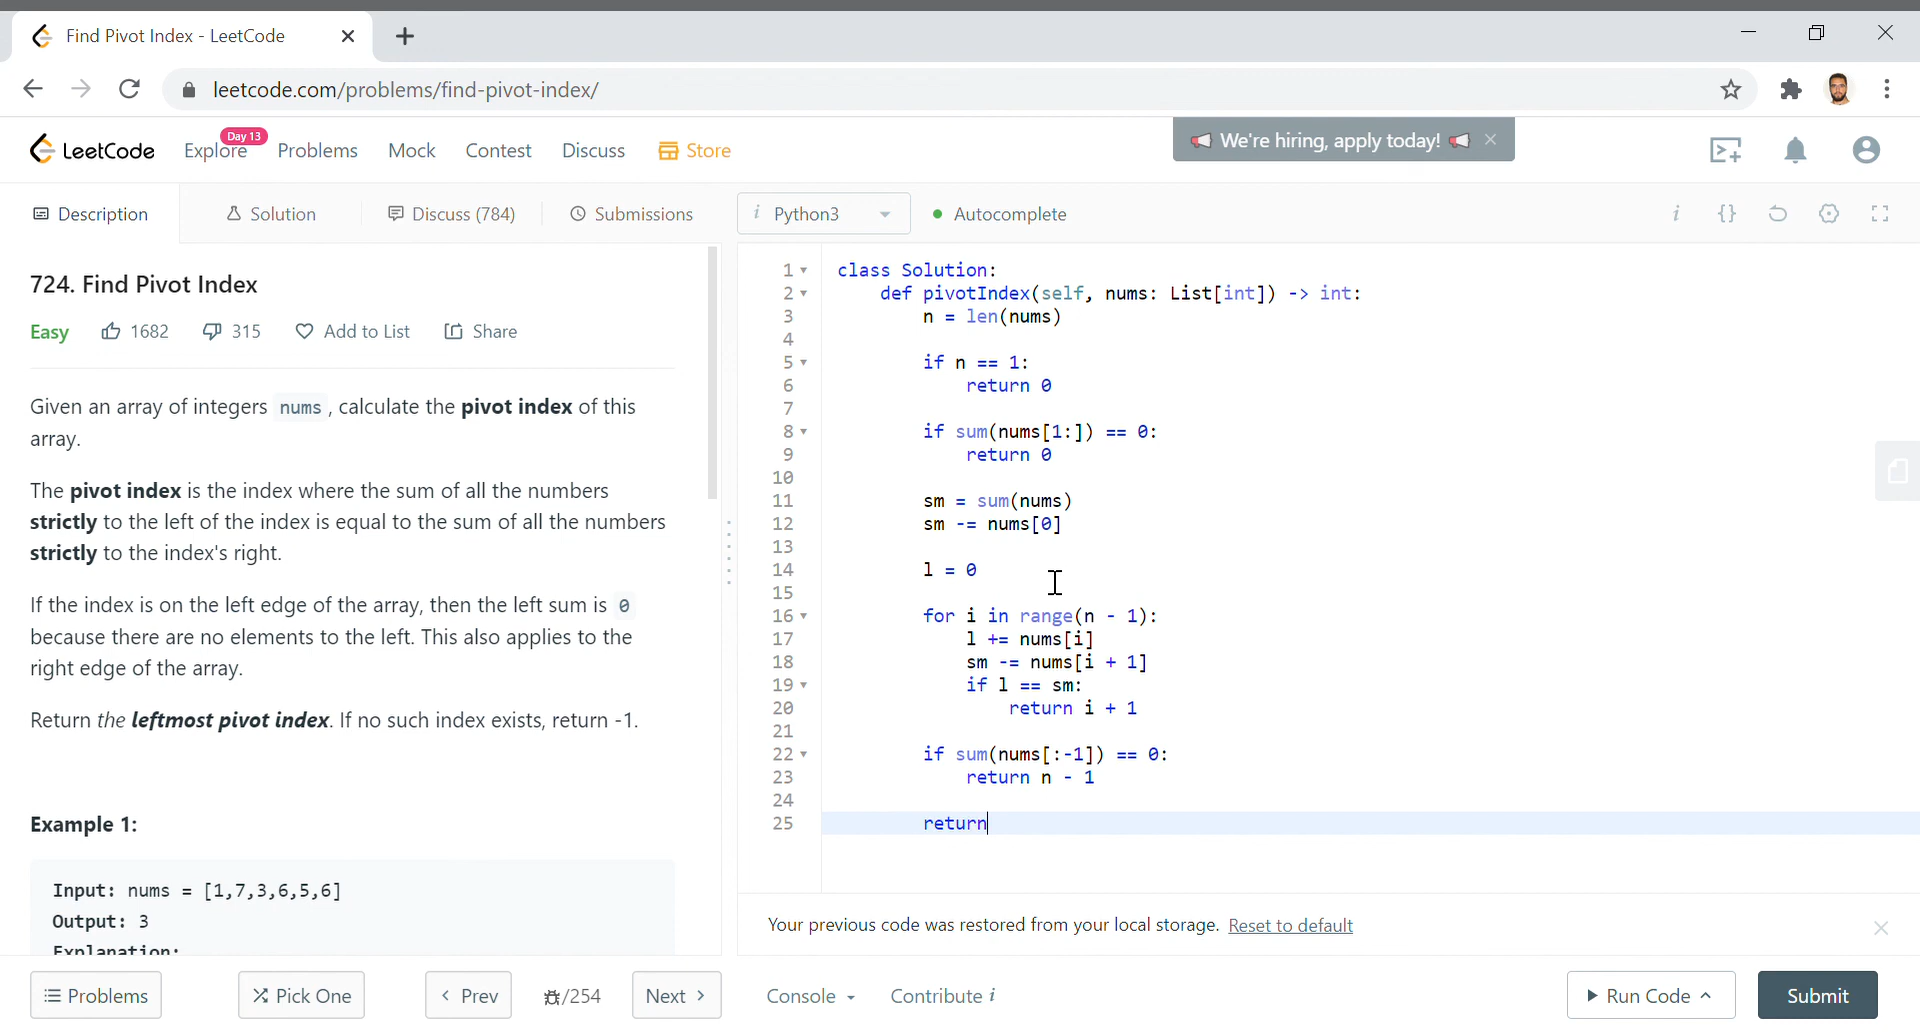 Find Pivot Index - LeetCode
leetcode.com/problems/find-pivot-index/
LeetCode Explore Day 13 Problems Mock Contest Discuss Store
We're hiring, apply today!
Description Solution Discuss (784) Submissions
i Python3 Autocomplete i {}
724. Find Pivot Index
Easy 1682 315 Add to List Share
Given an array of integers nums , calculate the pivot index of this
array.
The pivot index is the index where the sum of all the numbers
strictly to the left of the index is equal to the sum of all the numbers
strictly to the index's right.
If the index is on the left edge of the array, then the left sum is 0
because there are no elements to the left. This also applies to the
right edge of the array.
Return the leftmost pivot index. If no such index exists, return -1.
Example 1:
Input: nums = [1,7,3,6,5,6]
Output: 3
Explanation:
1 class Solution:
2 def pivotIndex(self, nums: List[int]) -> int:
3 n = len(nums)
4
5 if n == 1:
6 return 0
7
8 if sum(nums[1:]) == 0:
9 return 0
10
11 sm = sum(nums)
12 sm -= nums[0]
13
14 l = 0
15
16 for i in range(n - 1):
17 l += nums[i]
18 sm -= nums[i + 1]
19 if l == sm:
20 return i + 1
21
22 if sum(nums[:-1]) == 0:
23 return n - 1
24
25 return
Your previous code was restored from your local storage. Reset to default
Problems Pick One Prev /254 Next Console Contribute i Run Code Submit